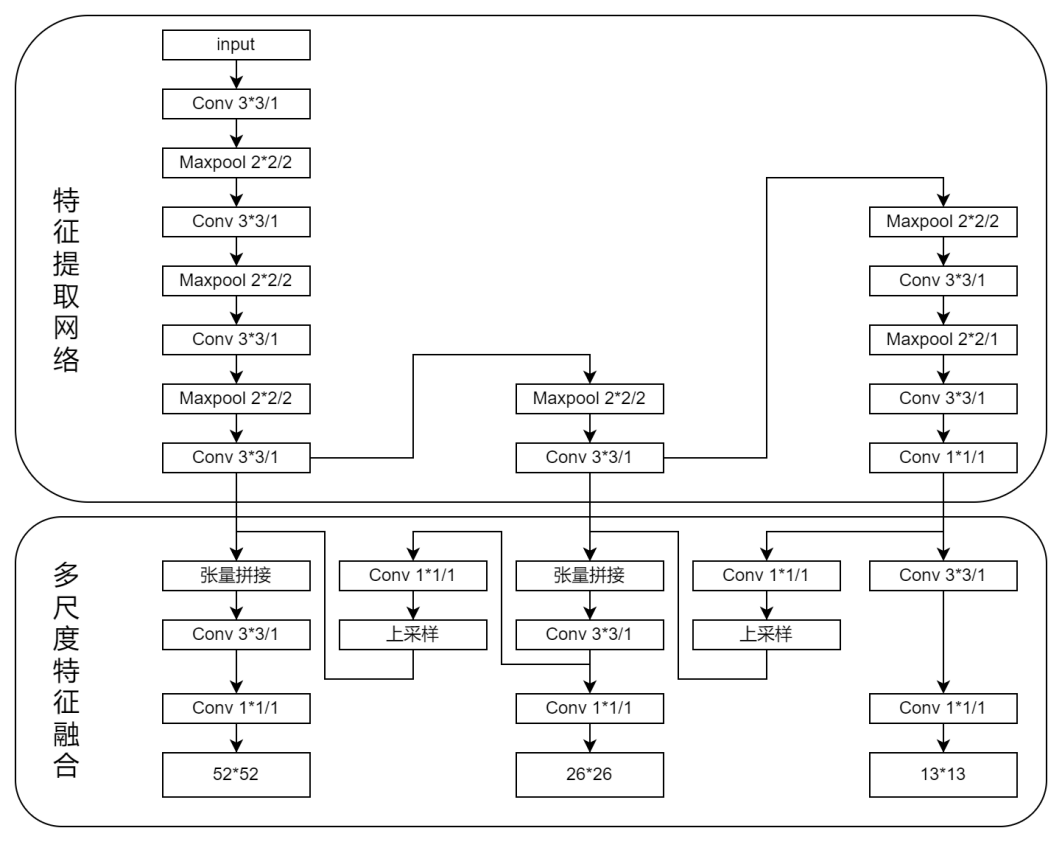 特征提取网络
input
Conv 3*3/1
Maxpool 2*2/2
Conv 3*3/1
Maxpool 2*2/2
Conv 3*3/1
Maxpool 2*2/2
Conv 3*3/1
Maxpool 2*2/2
Conv 3*3/1
Maxpool 2*2/2
Conv 3*3/1
Maxpool 2*2/1
Conv 3*3/1
Conv 1*1/1
多尺度特征融合
张量拼接
Conv 3*3/1
Conv 1*1/1
52*52
Conv 1*1/1
上采样
张量拼接
Conv 3*3/1
Conv 1*1/1
26*26
Conv 1*1/1
上采样
Conv 3*3/1
Conv 1*1/1
13*13